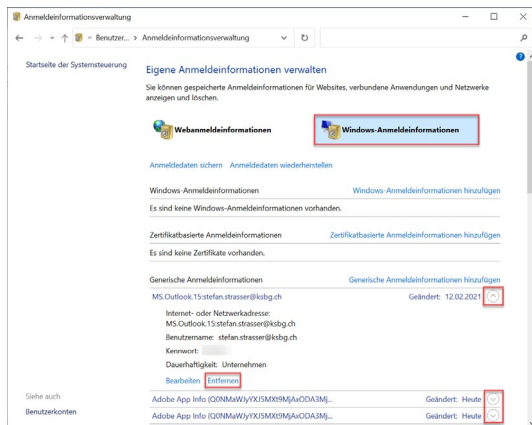 Anmeldeinformationsverwaltung
Benutzer... > Anmeldeinformationsverwaltung
Startseite der Systemsteuerung
Eigene Anmeldeinformationen verwalten
Sie können gespeicherte Anmeldeinformationen für Websites, verbundene Anwendungen und Netzwerke
anzeigen und löschen.
Webanmeldeinformationen Windows-Anmeldeinformationen
Anmeldedaten sichern Anmeldedaten wiederherstellen
Windows-Anmeldeinformationen Windows-Anmeldeinformationen hinzufügen
Es sind keine Windows-Anmeldeinformationen vorhanden.
Zertifikatbasierte Anmeldeinformationen Zertifikatbasierte Anmeldeinformationen hinzufügen
Es sind keine Zertifikate vorhanden.
Generische Anmeldeinformationen Generische Anmeldeinformationen hinzufügen
MS.Outlook.15:stefan.strasser@ksbg.ch Geändert: 12.02.2021
Internet- oder Netzwerkadresse:
MS.Outlook.15:stefan.strasser@ksbg.ch
Benutzername: stefan.strasser@ksbg.ch
Kennwort:
Dauerhaftigkeit: Unternehmen
Bearbeiten Entfernen
Siehe auch
Benutzerkonten
Adobe App Info (Q0NMaWJyYXJ5MXt9MjAxODA3Mj... Geändert: Heute
Adobe App Info (Q0NMaWJyYXJ5MXt9MjAxODA3Mj... Geändert: Heute